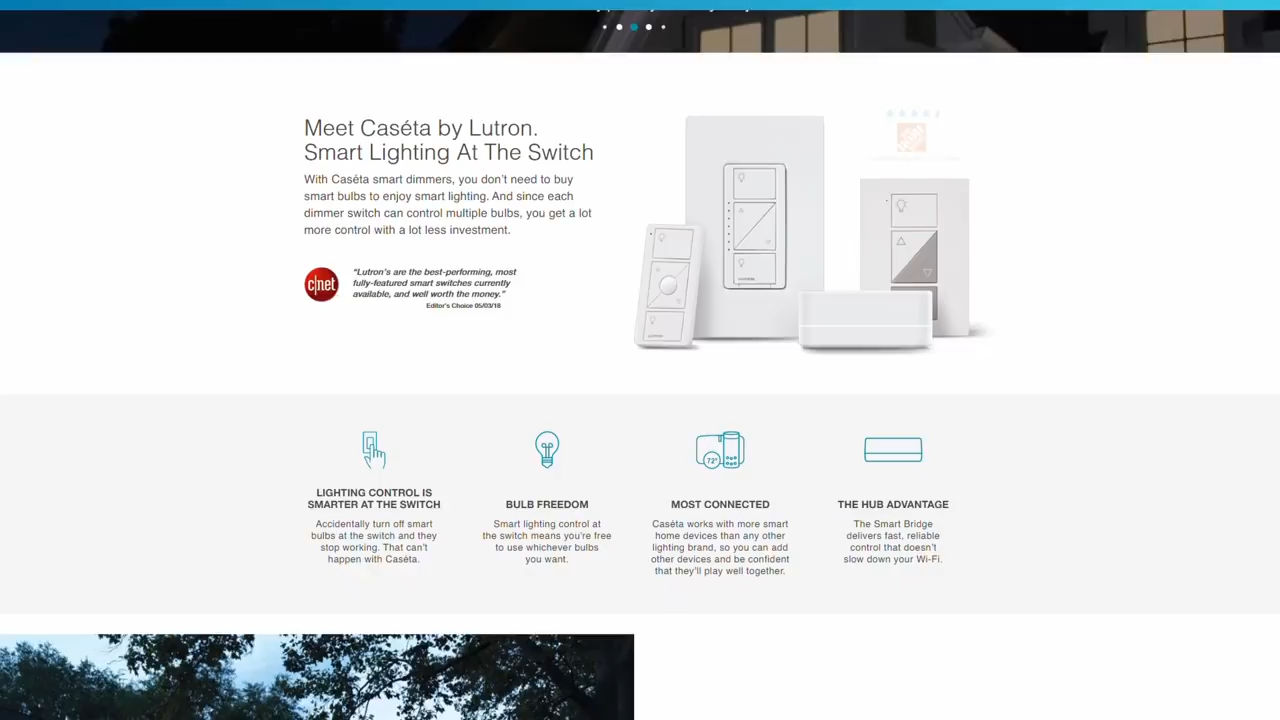 Meet Caséta by Lutron.
Smart Lighting At The Switch
With Caséta smart dimmers, you don't need to buy
smart bulbs to enjoy smart lighting. And since each
dimmer switch can control multiple bulbs, you get a lot
more control with a lot less investment.
c|net
"Lutron's are the best-performing, most
fully-featured smart switches currently
available, and well worth the money."
Editor's Choice 05/03/18
72°
LIGHTING CONTROL IS
SMARTER AT THE SWITCH
Accidentally turn off smart
bulbs at the switch and they
stop working. That can't
happen with Caséta.
BULB FREEDOM
Smart lighting control at
the switch means you're free
to use whichever bulbs
you want.
MOST CONNECTED
Caséta works with more smart
home devices than any other
lighting brand, so you can add
other devices and be confident
that they'll play well together.
THE HUB ADVANTAGE
The Smart Bridge
delivers fast, reliable
control that doesn't
slow down your Wi-Fi.